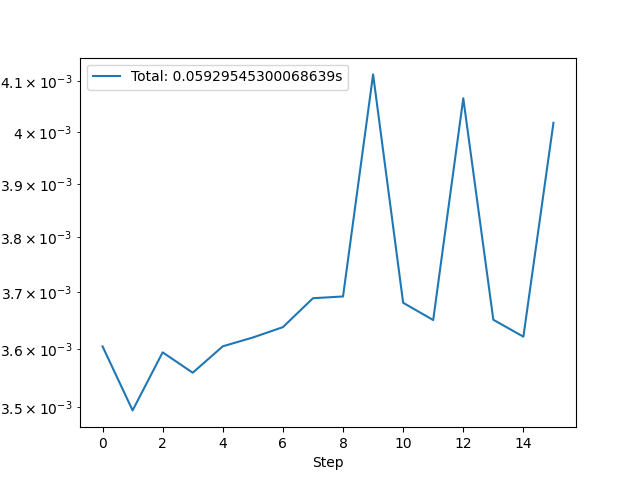 Total: 0.05929545300068639s
4.1 × 10⁻³
4 × 10⁻³
3.9 × 10⁻³
3.8 × 10⁻³
3.7 × 10⁻³
3.6 × 10⁻³
3.5 × 10⁻³
0 2 4 6 8 10 12 14
Step